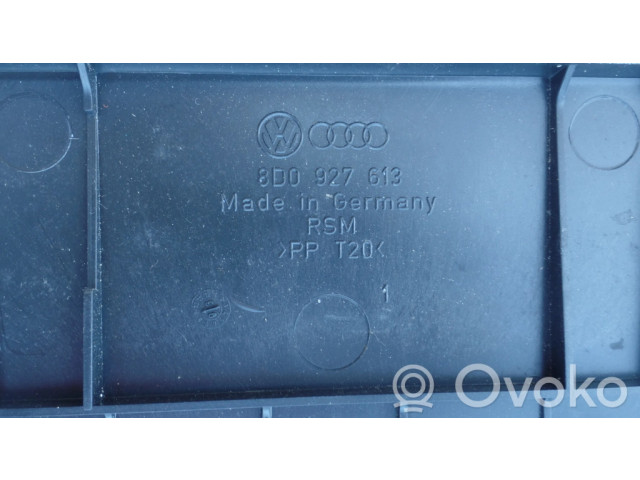 8D0 927 613
Made in Germany
RSM
>PP T20<
1
Ovoko